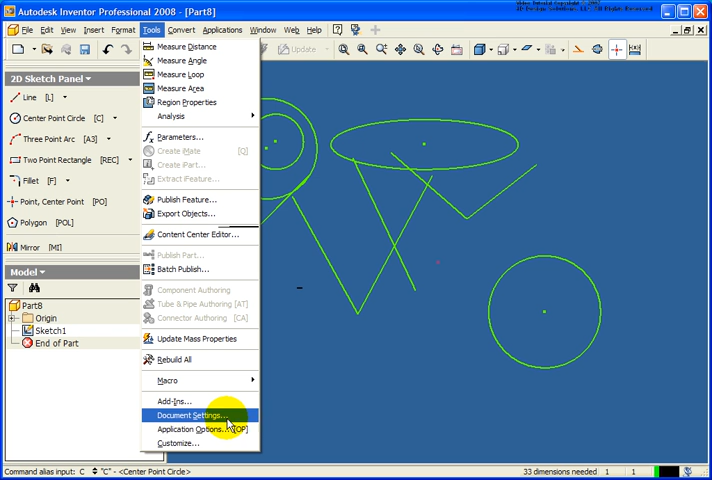 Autodesk Inventor Professional 2008 - [Part8]
File Edit View Insert Format Tools Convert Applications Window Web Help
Update
2D Sketch Panel
Line [L]
Center Point Circle [C]
Three Point Arc [A3]
Two Point Rectangle [REC]
Fillet [F]
Point, Center Point [PO]
Polygon [POL]
Mirror [MI]
Model
Part8
Origin
Sketch1
End of Part
Measure Distance
Measure Angle
Measure Loop
Measure Area
Region Properties
Analysis
Parameters...
Create iMate [Q]
Create iPart...
Extract iFeature...
Publish Feature...
Export Objects...
Content Center Editor...
Publish Part...
Batch Publish...
Component Authoring
Tube & Pipe Authoring [AT]
Connector Authoring [CA]
Update Mass Properties
Rebuild All
Macro
Add-Ins...
Document Settings...
Application Options... [OP]
Customize...
Command alias input: C "C" - <Center Point Circle>
33 dimensions needed 1 1